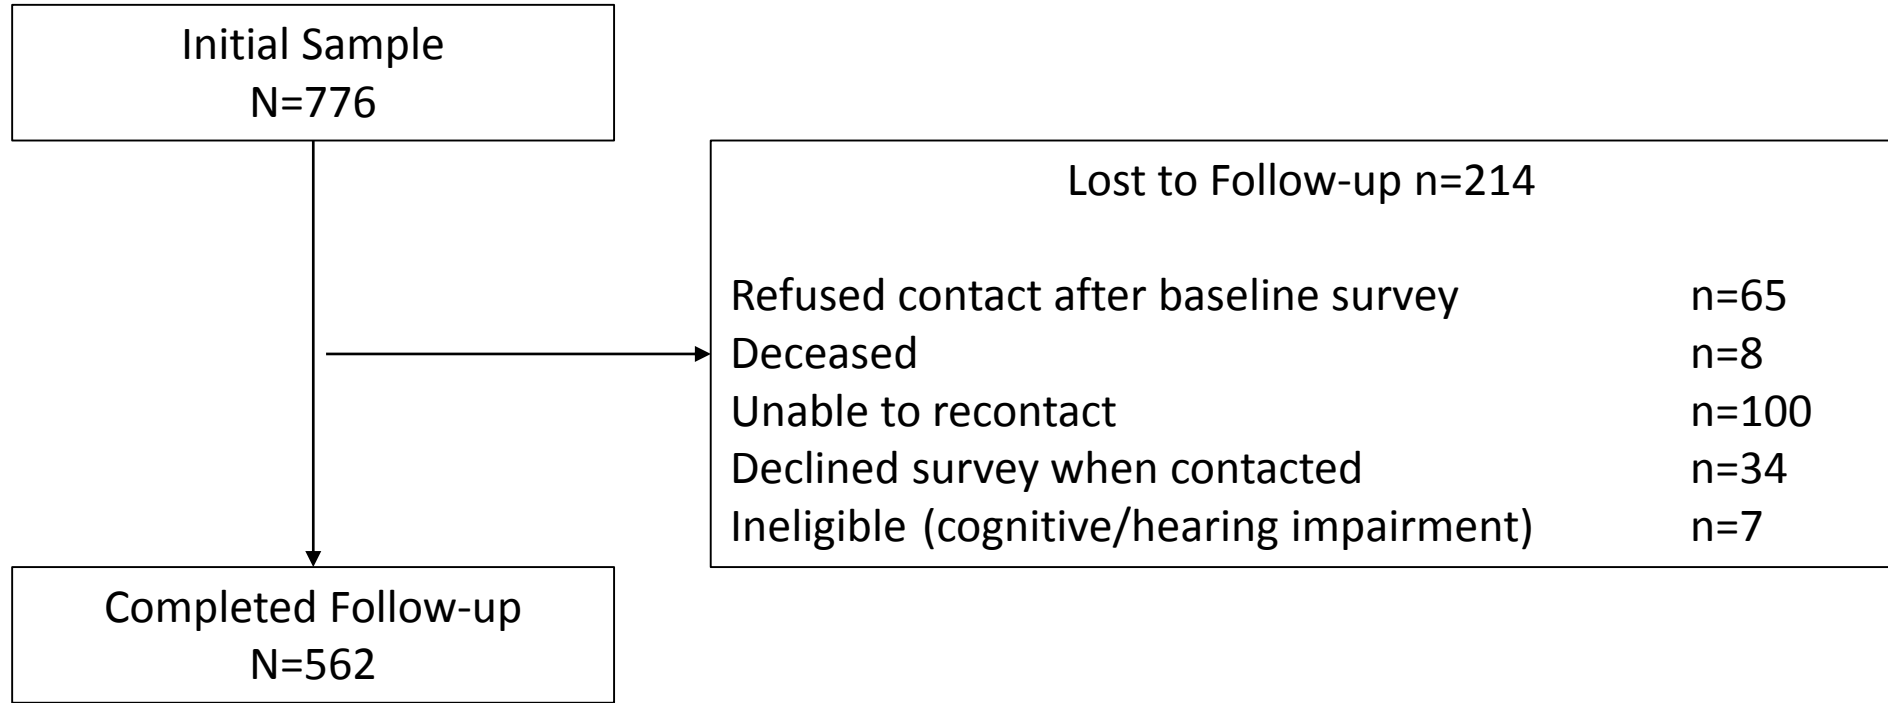 Initial Sample
N=776
Lost to Follow-up n=214
Refused contact after baseline survey n=65
Deceased n=8
Unable to recontact n=100
Declined survey when contacted n=34
Ineligible (cognitive/hearing impairment) n=7
Completed Follow-up
N=562